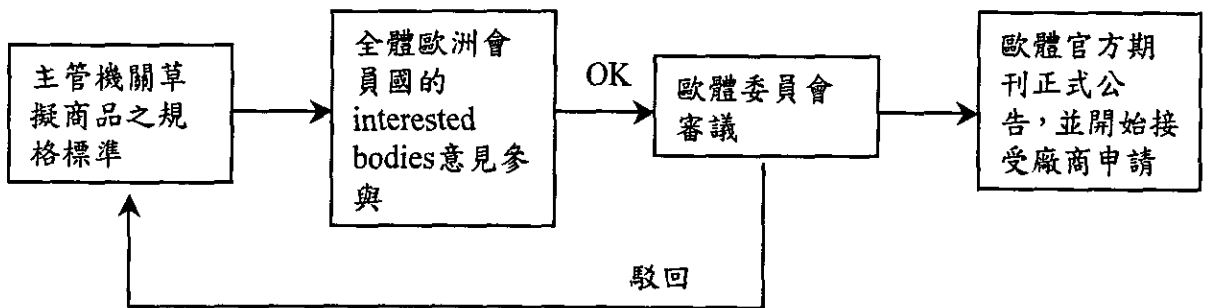 主管機關草
擬商品之規
格標準
全體歐洲會
員國的
interested
bodies意見參
與
OK
歐體委員會
審議
歐體官方期
刊正式公
告，並開始接
受廠商申請
駁回